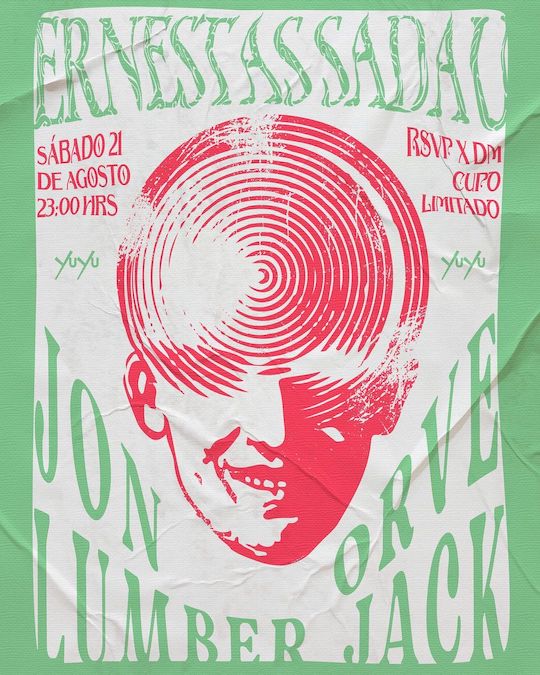 ERNESTAS SADAU
SÁBADO 21
DE AGOSTO
23:00 HRS
RSVP X DM
CUPO
LIMITADO
YUYU
YUYU
JON
ORVE
LUMBER JACK